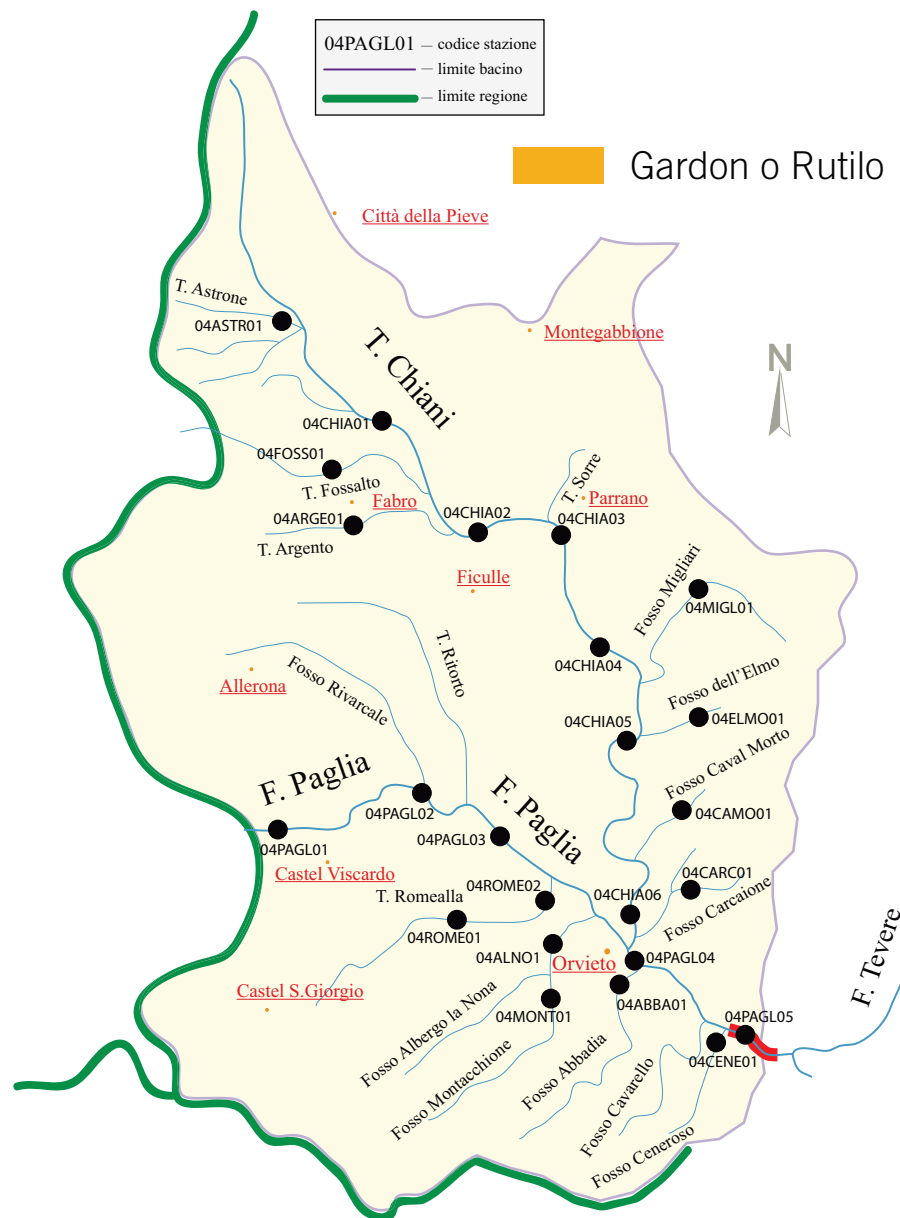 04PAGL01 – codice stazione
– limite bacino
– limite regione
Gardon o Rutilo
Città della Pieve
T. Astrone
04ASTR01
Montegabbione
T. Chiani
N
04CHIA01
04FOSS01
T. Fossalto
T. Sorre
Fabro
Parrano
04ARGE01
04CHIA02
04CHIA03
T. Argento
Ficulle
Fosso Migliari
04MIGL01
T. Ritorto
04CHIA04
Fosso Rivarcale
Allerona
Fosso dell'Elmo
04CHIA05
04ELMO01
F. Paglia
F. Paglia
Fosso Caval Morto
04PAGL02
04CAMO01
04PAGL01
04PAGL03
Castel Viscardo
04CARC01
04ROME02
T. Romealla
04CHIA06
Fosso Carcaione
04ROME01
04ALNO1
Orvieto
04PAGL04
F. Tevere
Castel S.Giorgio
04MONT01
04ABBA01
04PAGL05
Fosso Albergo la Nona
04CENE01
Fosso Montacchione
Fosso Abbadia
Fosso Cavarello
Fosso Ceneroso